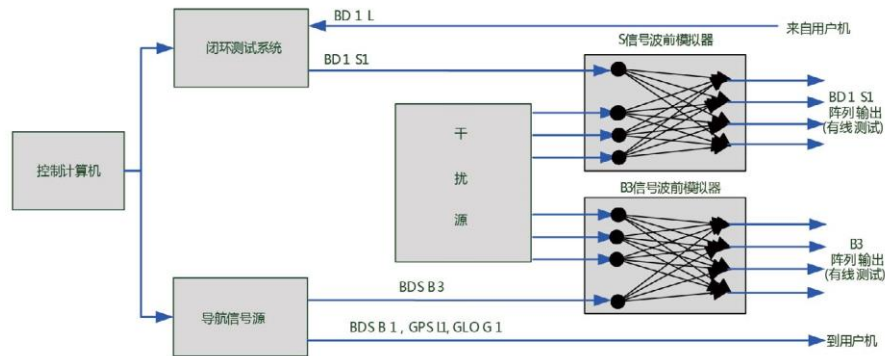 BD 1 L
来自用户机
闭环测试系统
S信号波前模拟器
BD 1 S1
BD 1 S1
阵列输出
(有线测试)
干
扰
源
控制计算机
B3信号波前模拟器
B3
阵列输出
(有线测试)
导航信号源
BDS B 3
BDS B 1 , GPS L1, GLO G 1
到用户机